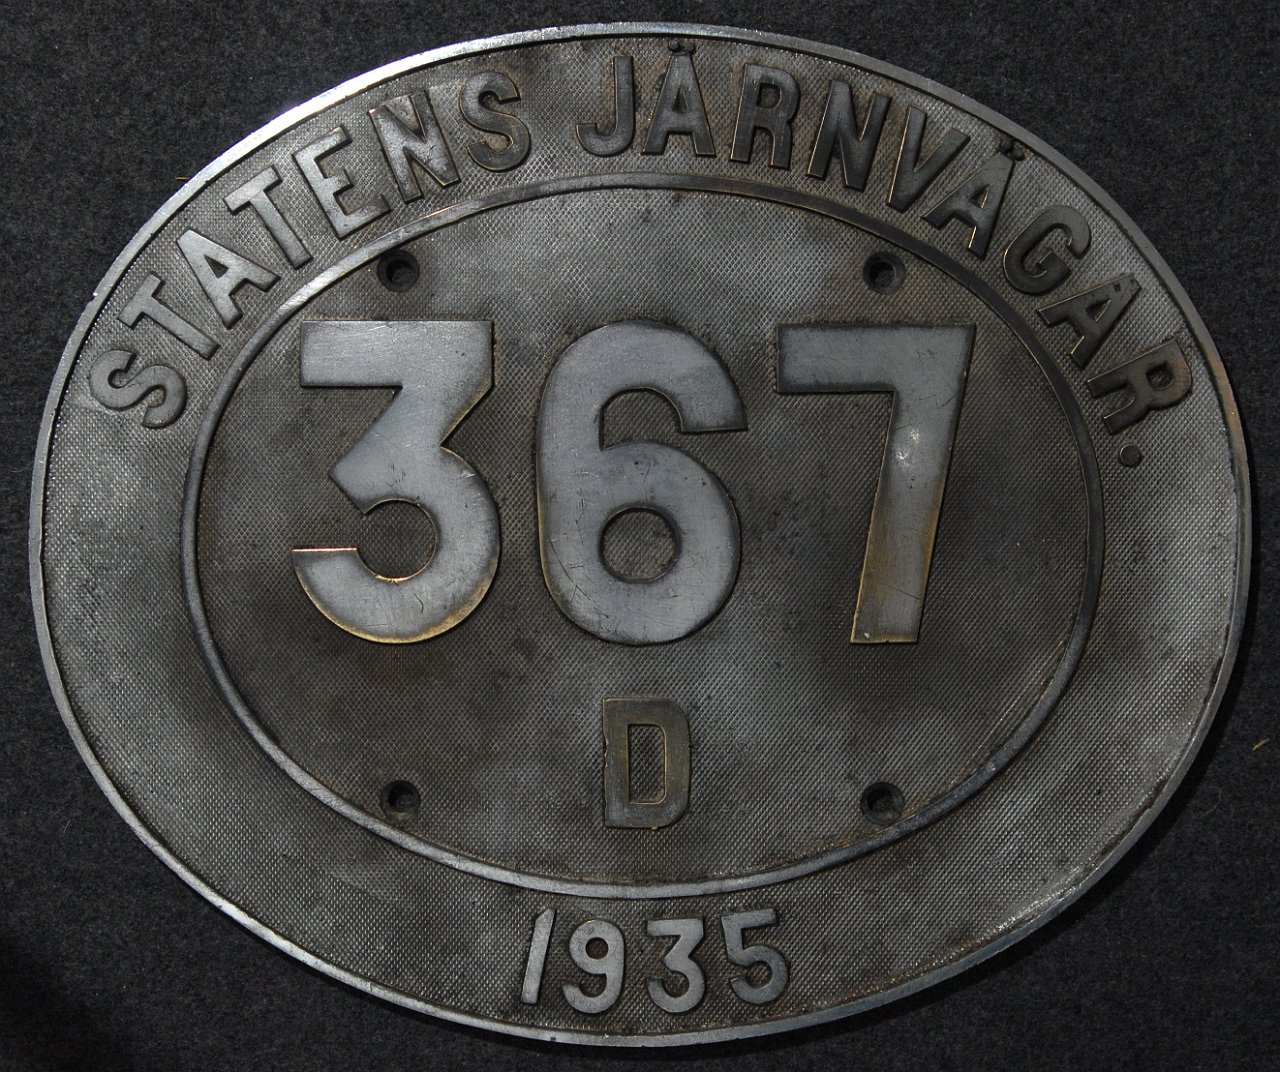 STATENS JÄRNVÄGAR.
367
D
1935